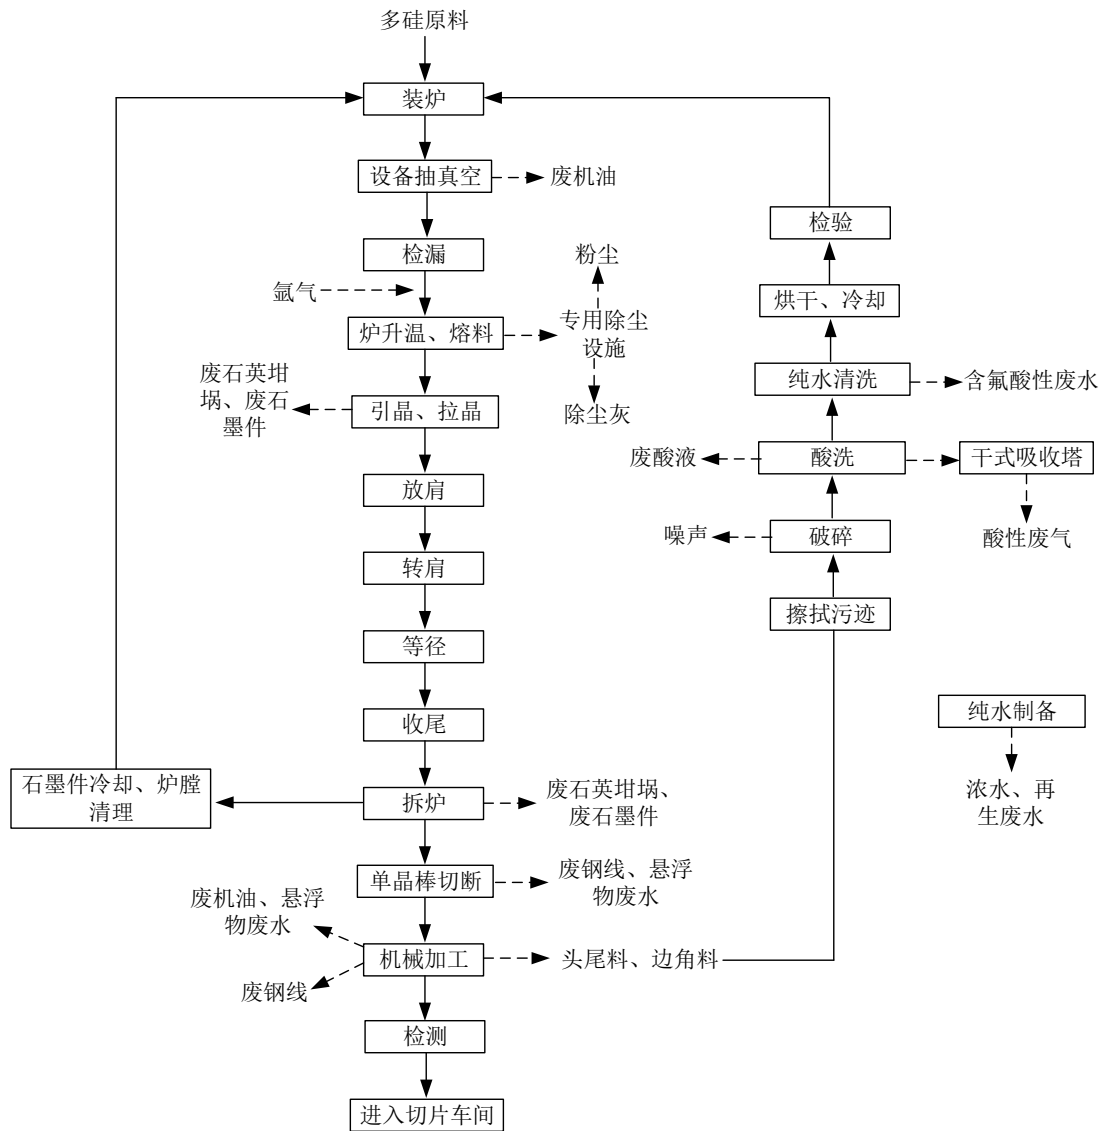 多硅原料
装炉
设备抽真空
废机油
检漏
氩气
粉尘
炉升温、熔料
专用除尘
设施
除尘灰
废石英坩
埚、废石
墨件
引晶、拉晶
放肩
转肩
等径
收尾
拆炉
石墨件冷却、炉膛
清理
废石英坩埚、
废石墨件
单晶棒切断
废钢线、悬浮
物废水
废机油、悬浮
物废水
机械加工
废钢线
头尾料、边角料
检测
进入切片车间
检验
烘干、冷却
纯水清洗
含氟酸性废水
废酸液
酸洗
干式吸收塔
酸性废气
噪声
破碎
擦拭污迹
纯水制备
浓水、再
生废水